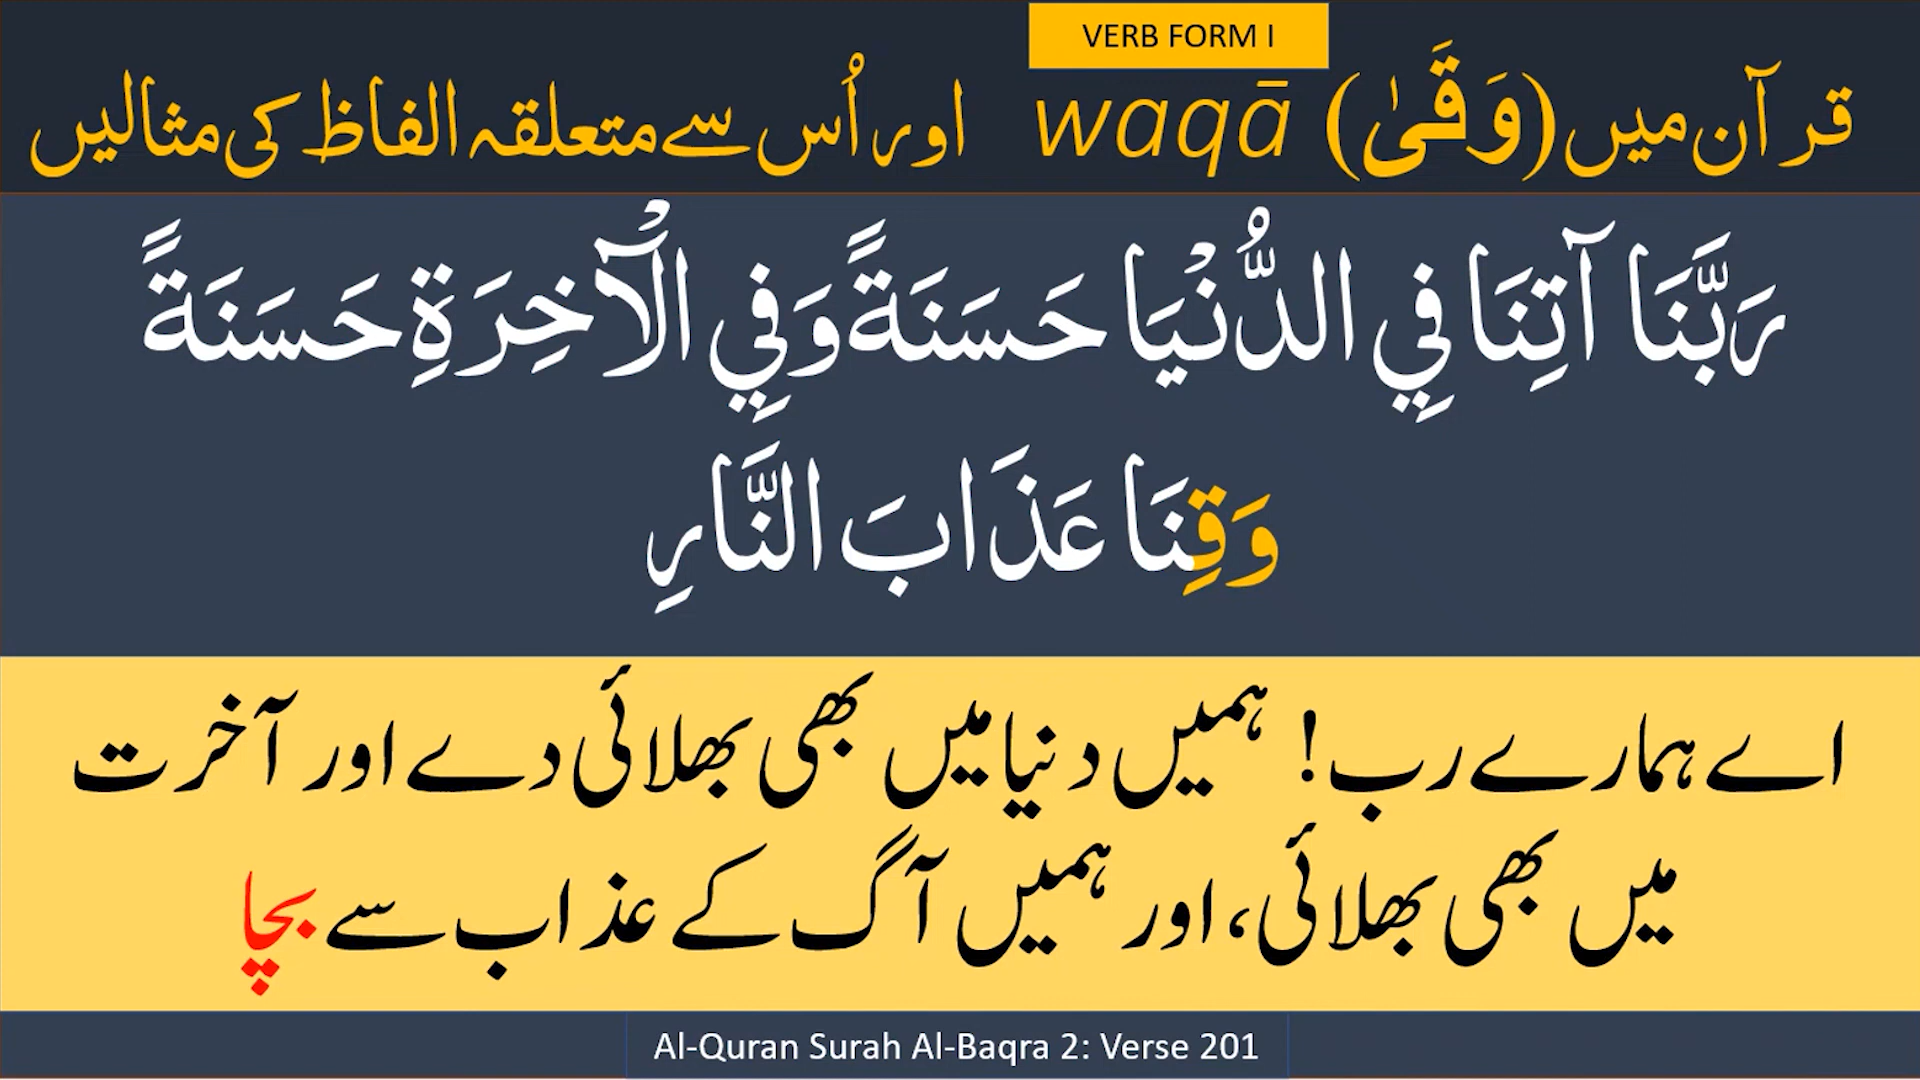 VERB FORM I
قرآن میں (وَقَىٰ) waqā اور اُس سے متعلقہ الفاظ کی مثالیں
رَبَّنَا آتِنَا فِي الدُّنْيَا حَسَنَةً وَفِي الْآخِرَةِ حَسَنَةً
وَقِنَا عَذَابَ النَّارِ
اے ہمارے رب! ہمیں دنیا میں بھی بھلائی دے اور آخرت
میں بھی بھلائی، اور ہمیں آگ کے عذاب سے بچا
Al-Quran Surah Al-Baqra 2: Verse 201